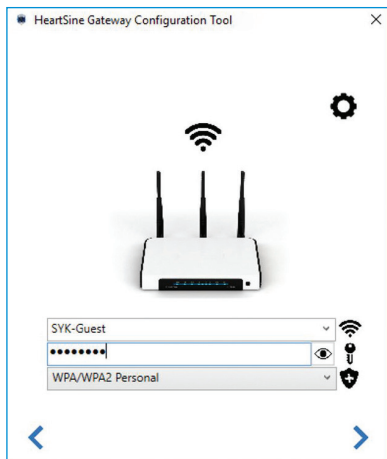 HeartSine Gateway Configuration Tool
SYK-Guest
••••••••
WPA/WPA2 Personal